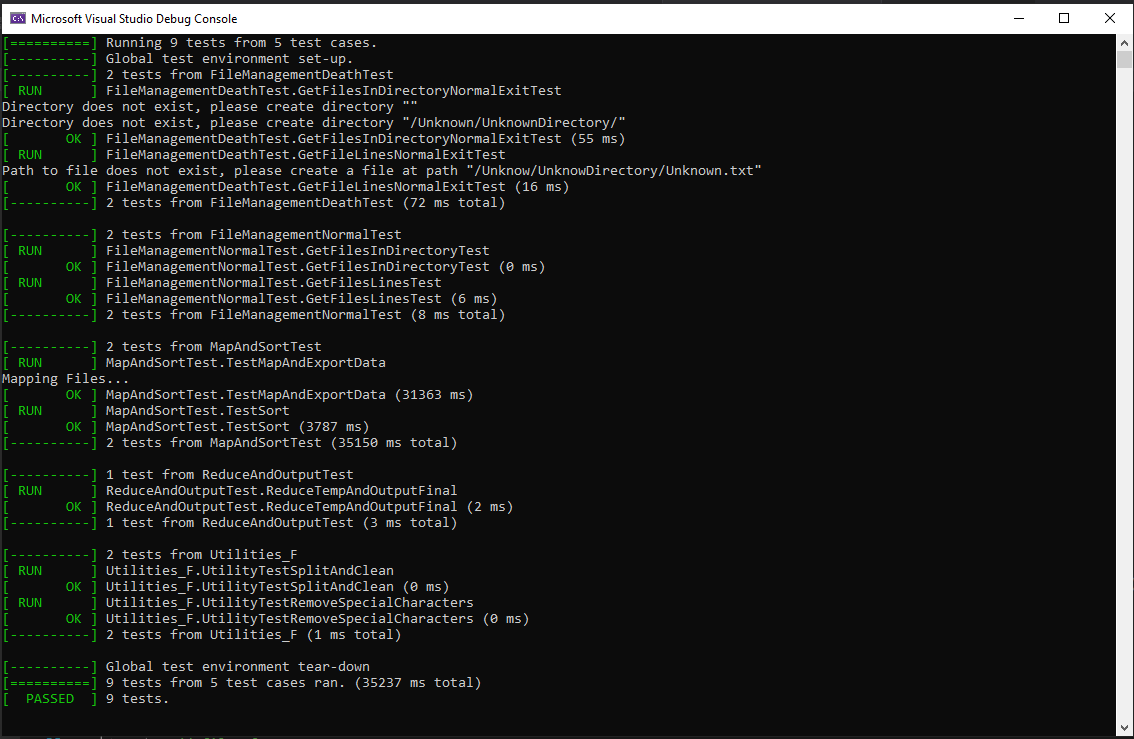 Microsoft Visual Studio Debug Console
[==========] Running 9 tests from 5 test cases.
[----------] Global test environment set-up.
[----------] 2 tests from FileManagementDeathTest
[ RUN      ] FileManagementDeathTest.GetFilesInDirectoryNormalExitTest
Directory does not exist, please create directory ""
Directory does not exist, please create directory "/Unknown/UnknownDirectory/"
[       OK ] FileManagementDeathTest.GetFilesInDirectoryNormalExitTest (55 ms)
[ RUN      ] FileManagementDeathTest.GetFileLinesNormalExitTest
Path to file does not exist, please create a file at path "/Unknow/UnknowDirectory/Unknown.txt"
[       OK ] FileManagementDeathTest.GetFileLinesNormalExitTest (16 ms)
[----------] 2 tests from FileManagementDeathTest (72 ms total)
[----------] 2 tests from FileManagementNormalTest
[ RUN      ] FileManagementNormalTest.GetFilesInDirectoryTest
[       OK ] FileManagementNormalTest.GetFilesInDirectoryTest (0 ms)
[ RUN      ] FileManagementNormalTest.GetFilesLinesTest
[       OK ] FileManagementNormalTest.GetFilesLinesTest (6 ms)
[----------] 2 tests from FileManagementNormalTest (8 ms total)
[----------] 2 tests from MapAndSortTest
[ RUN      ] MapAndSortTest.TestMapAndExportData
Mapping Files...
[       OK ] MapAndSortTest.TestMapAndExportData (31363 ms)
[ RUN      ] MapAndSortTest.TestSort
[       OK ] MapAndSortTest.TestSort (3787 ms)
[----------] 2 tests from MapAndSortTest (35150 ms total)
[----------] 1 test from ReduceAndOutputTest
[ RUN      ] ReduceAndOutputTest.ReduceTempAndOutputFinal
[       OK ] ReduceAndOutputTest.ReduceTempAndOutputFinal (2 ms)
[----------] 1 test from ReduceAndOutputTest (3 ms total)
[----------] 2 tests from Utilities_F
[ RUN      ] Utilities_F.UtilityTestSplitAndClean
[       OK ] Utilities_F.UtilityTestSplitAndClean (0 ms)
[ RUN      ] Utilities_F.UtilityTestRemoveSpecialCharacters
[       OK ] Utilities_F.UtilityTestRemoveSpecialCharacters (0 ms)
[----------] 2 tests from Utilities_F (1 ms total)
[----------] Global test environment tear-down
[==========] 9 tests from 5 test cases ran. (35237 ms total)
[  PASSED  ] 9 tests.